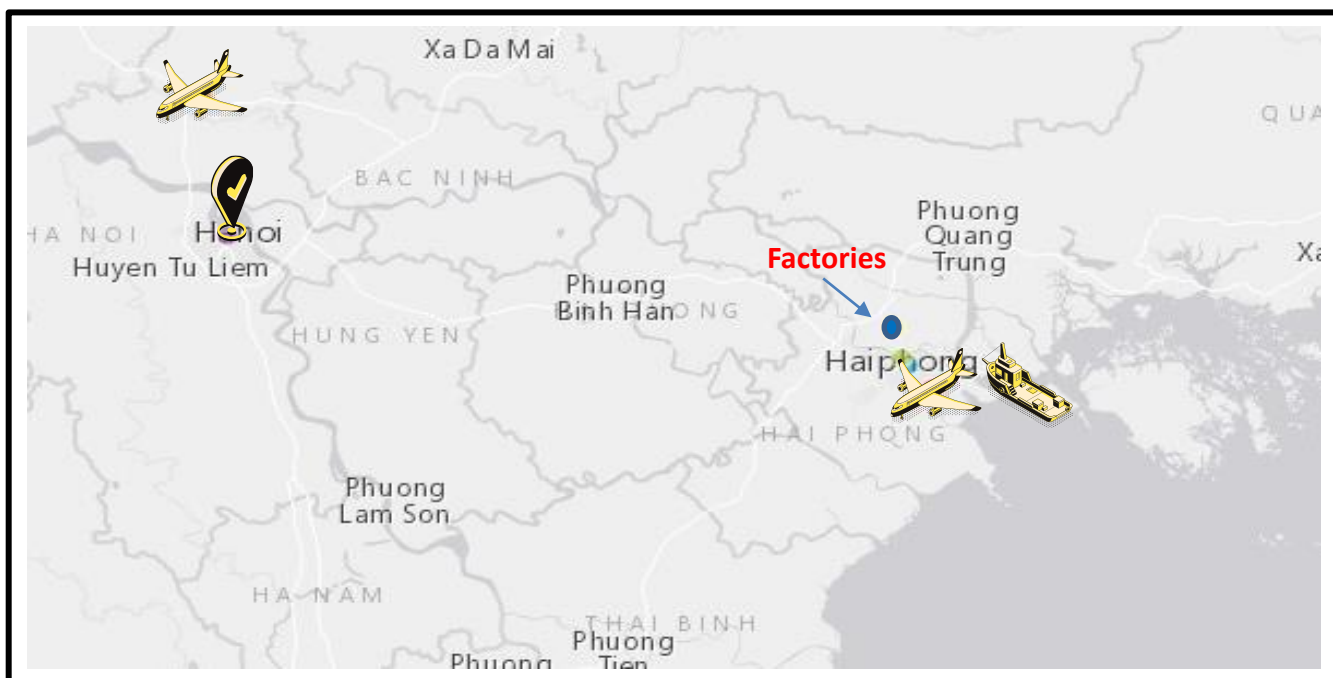 Xa Da Mai
QUA
BAC NINH
HA NOI
Hanoi
Huyen Tu Liem
Phuong
Quang
Trung
Xa
Factories
Phuong
Binh Han
ONG
HUNG YEN
Haiphong
HAI PHONG
Phuong
Lam Son
HA NAM
THAI BINH
Phuong
Tien
Phuong